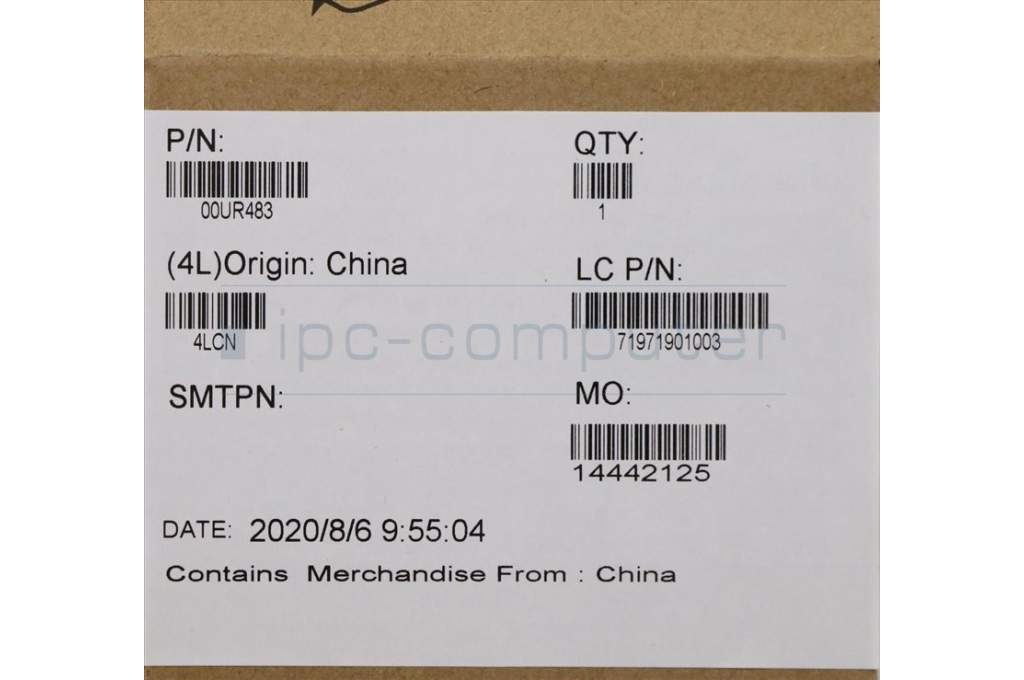 P/N:
00UR483
QTY:
1
(4L)Origin: China
4LCN
LC P/N:
71971901003
ipc-computer
SMTPN:
MO:
14442125
DATE: 2020/8/6 9:55:04
Contains Merchandise From : China